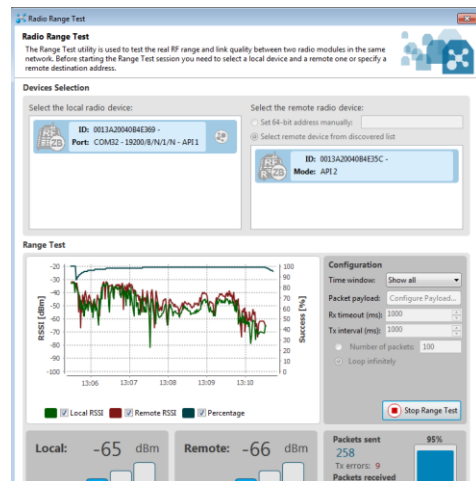 Radio Range Test
Radio Range Test
The Range Test utility is used to test the real RF range and link quality between two radio modules in the same
network. Before starting the Range Test session you need to select a local device and a remote one or specify a
remote destination address.
Devices Selection
Select the local radio device:
ID: 0013A20040B4E369 -
Port: COM32 - 19200/8/N/1/N - API 1
ZB
Select the remote radio device:
Set 64-bit address manually:
Select remote device from discovered list
ZB
ID: 0013A20040B4E35C -
Mode: API 2
Range Test
RSSI [dBm]
-20
-30
-40
-50
-60
-70
-80
-90
-100
13:06
13:07
13:08
13:09
13:10
100
90
80
70
60
50
40
30
20
10
0
Success [%]
Local RSSI
Remote RSSI
Percentage
Configuration
Time window: Show all
Packet payload: Configure Payload...
Rx timeout (ms): 1000
Tx interval (ms): 1000
Number of packets: 100
Loop infinitely
Stop Range Test
Local: -65 dBm
Remote: -66 dBm
Packets sent
258
Tx errors: 9
Packets received
95%